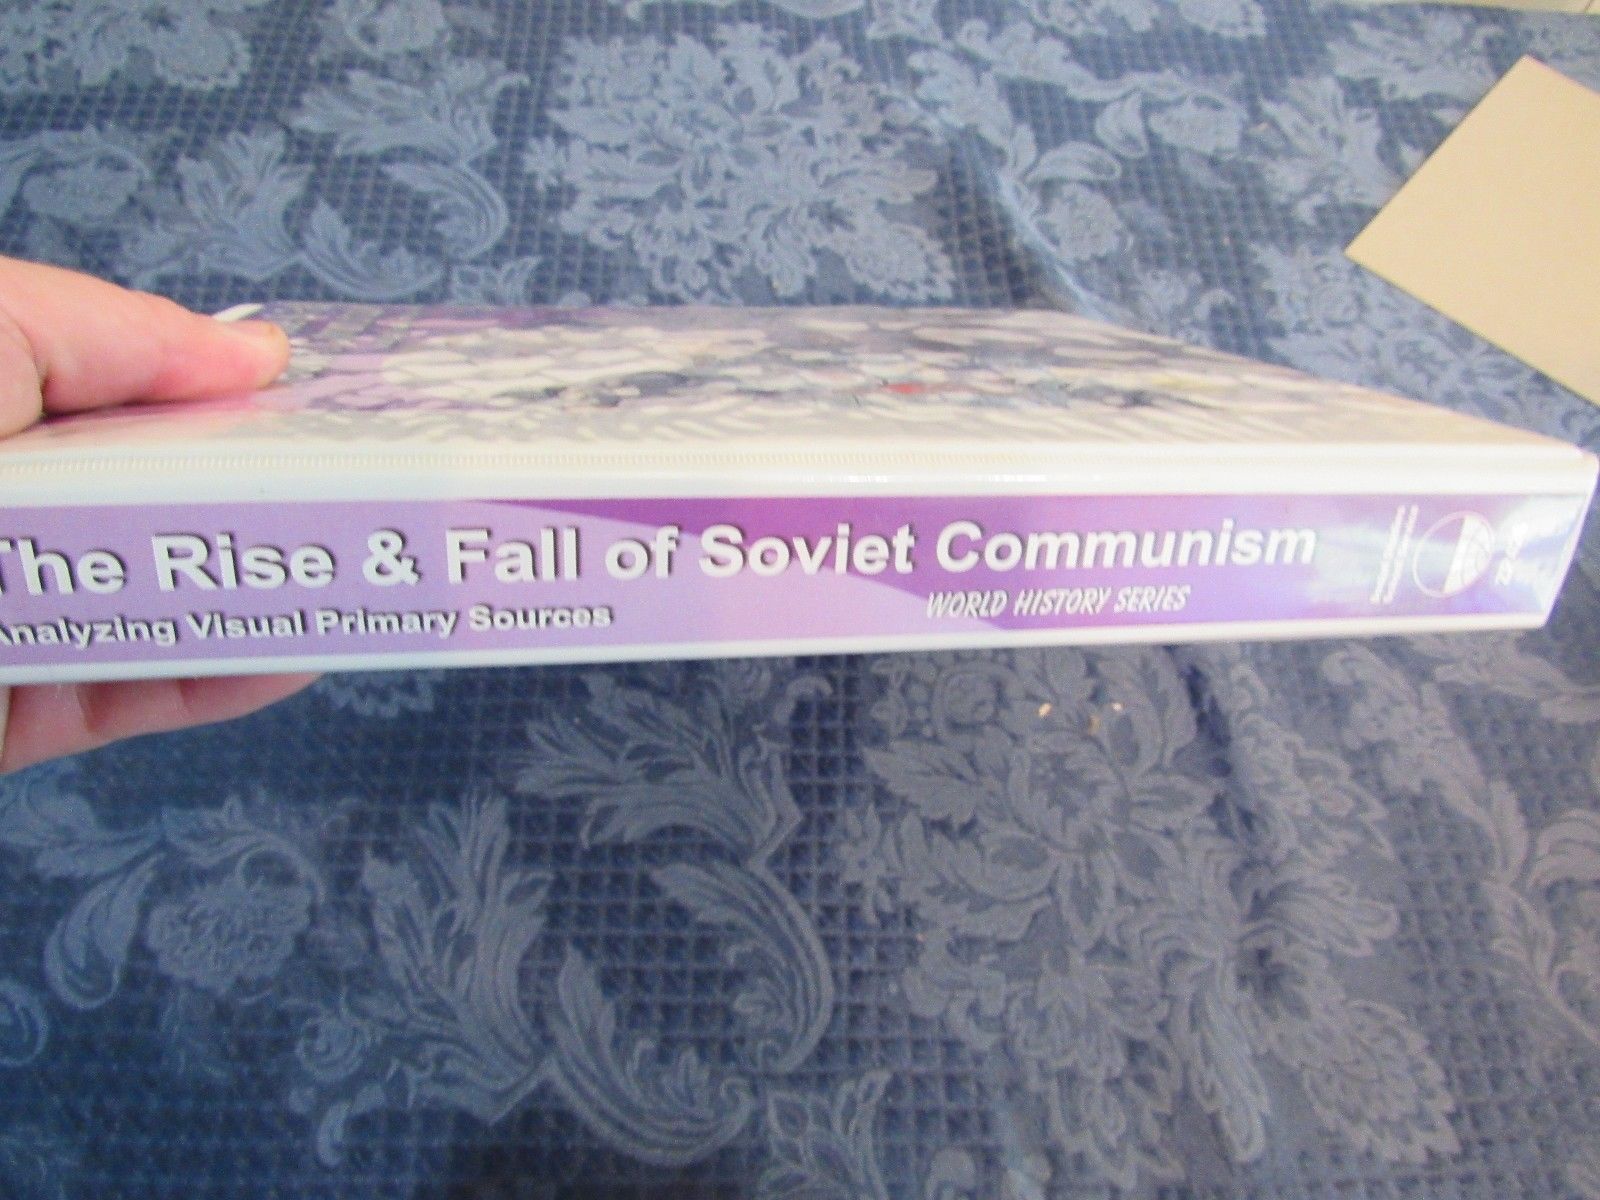 The Rise & Fall of Soviet Communism
Analyzing Visual Primary Sources
WORLD HISTORY SERIES